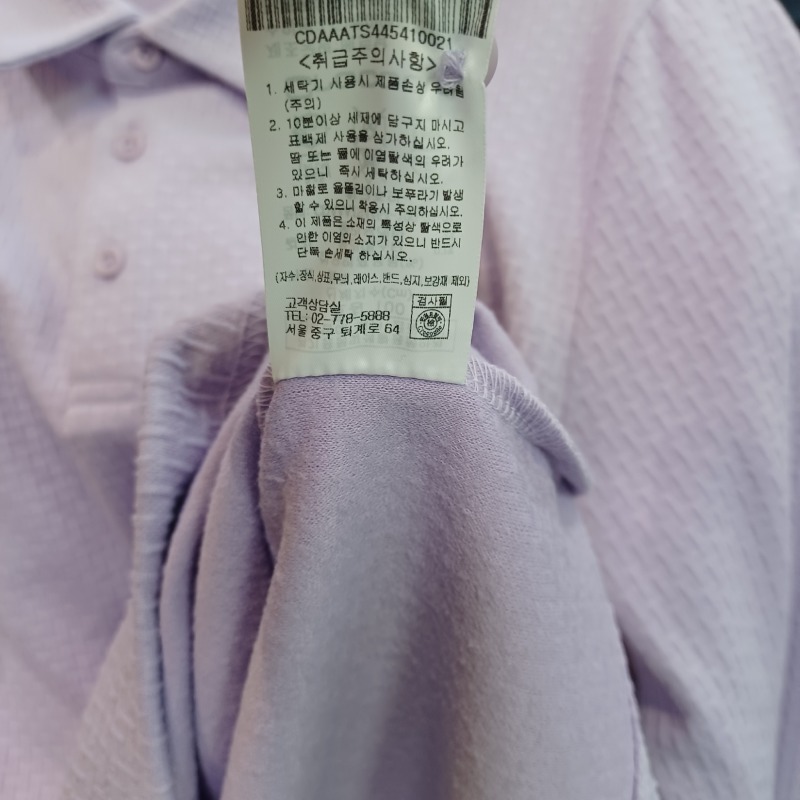 CDAAATS445410021
<취급주의사항>
1. 세탁기 사용시 제품손상 우려됨
(주의)
2. 10분이상 세제에 담구지 마시고
표백제 사용을 삼가하십시오.
땀 또는 물에 이염탈색의 우려가
있으니 즉시 세탁하십시오.
3. 마찰로 올뜯김이나 보푸라기 발생
할 수 있으니 착용시 주의하십시오.
4. 이 제품은 소재의 특성상 탈색으로
인한 이염의 소지가 있으니 반드시
단독 손세탁 하십시오.
(자수,장식,상표,무늬,레이스,밴드,심지,보강재 제외)
고객상담실
TEL: 02-778-5888
서울 중구 퇴계로 64
검사필